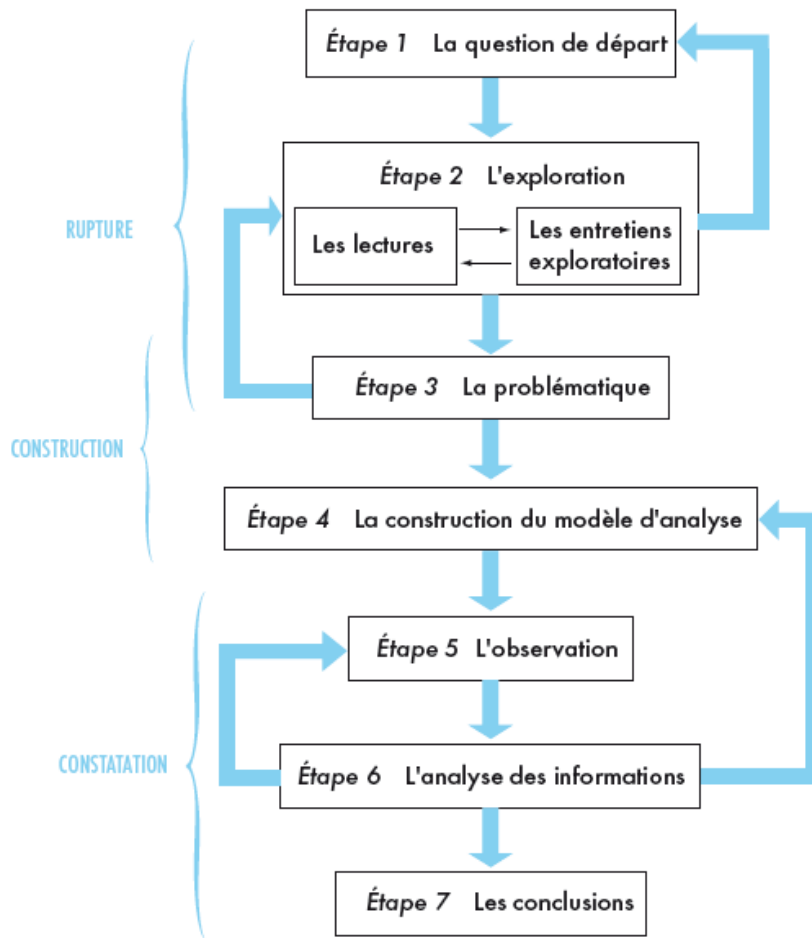 Étape 1 La question de départ
Étape 2 L'exploration
RUPTURE
Les lectures
Les entretiens
exploratoires
Étape 3 La problématique
CONSTRUCTION
Étape 4 La construction du modèle d'analyse
Étape 5 L'observation
CONSTATATION
Étape 6 L'analyse des informations
Étape 7 Les conclusions